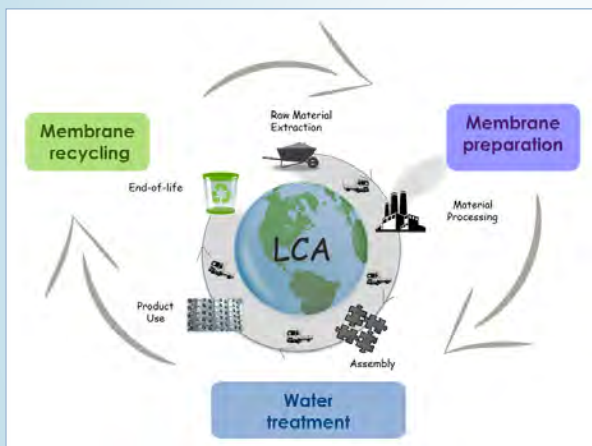 Raw Material
Extraction
Membrane
recycling
Membrane
preparation
End-of-life
Material
Processing
LCA
Product
Use
Assembly
Water
treatment